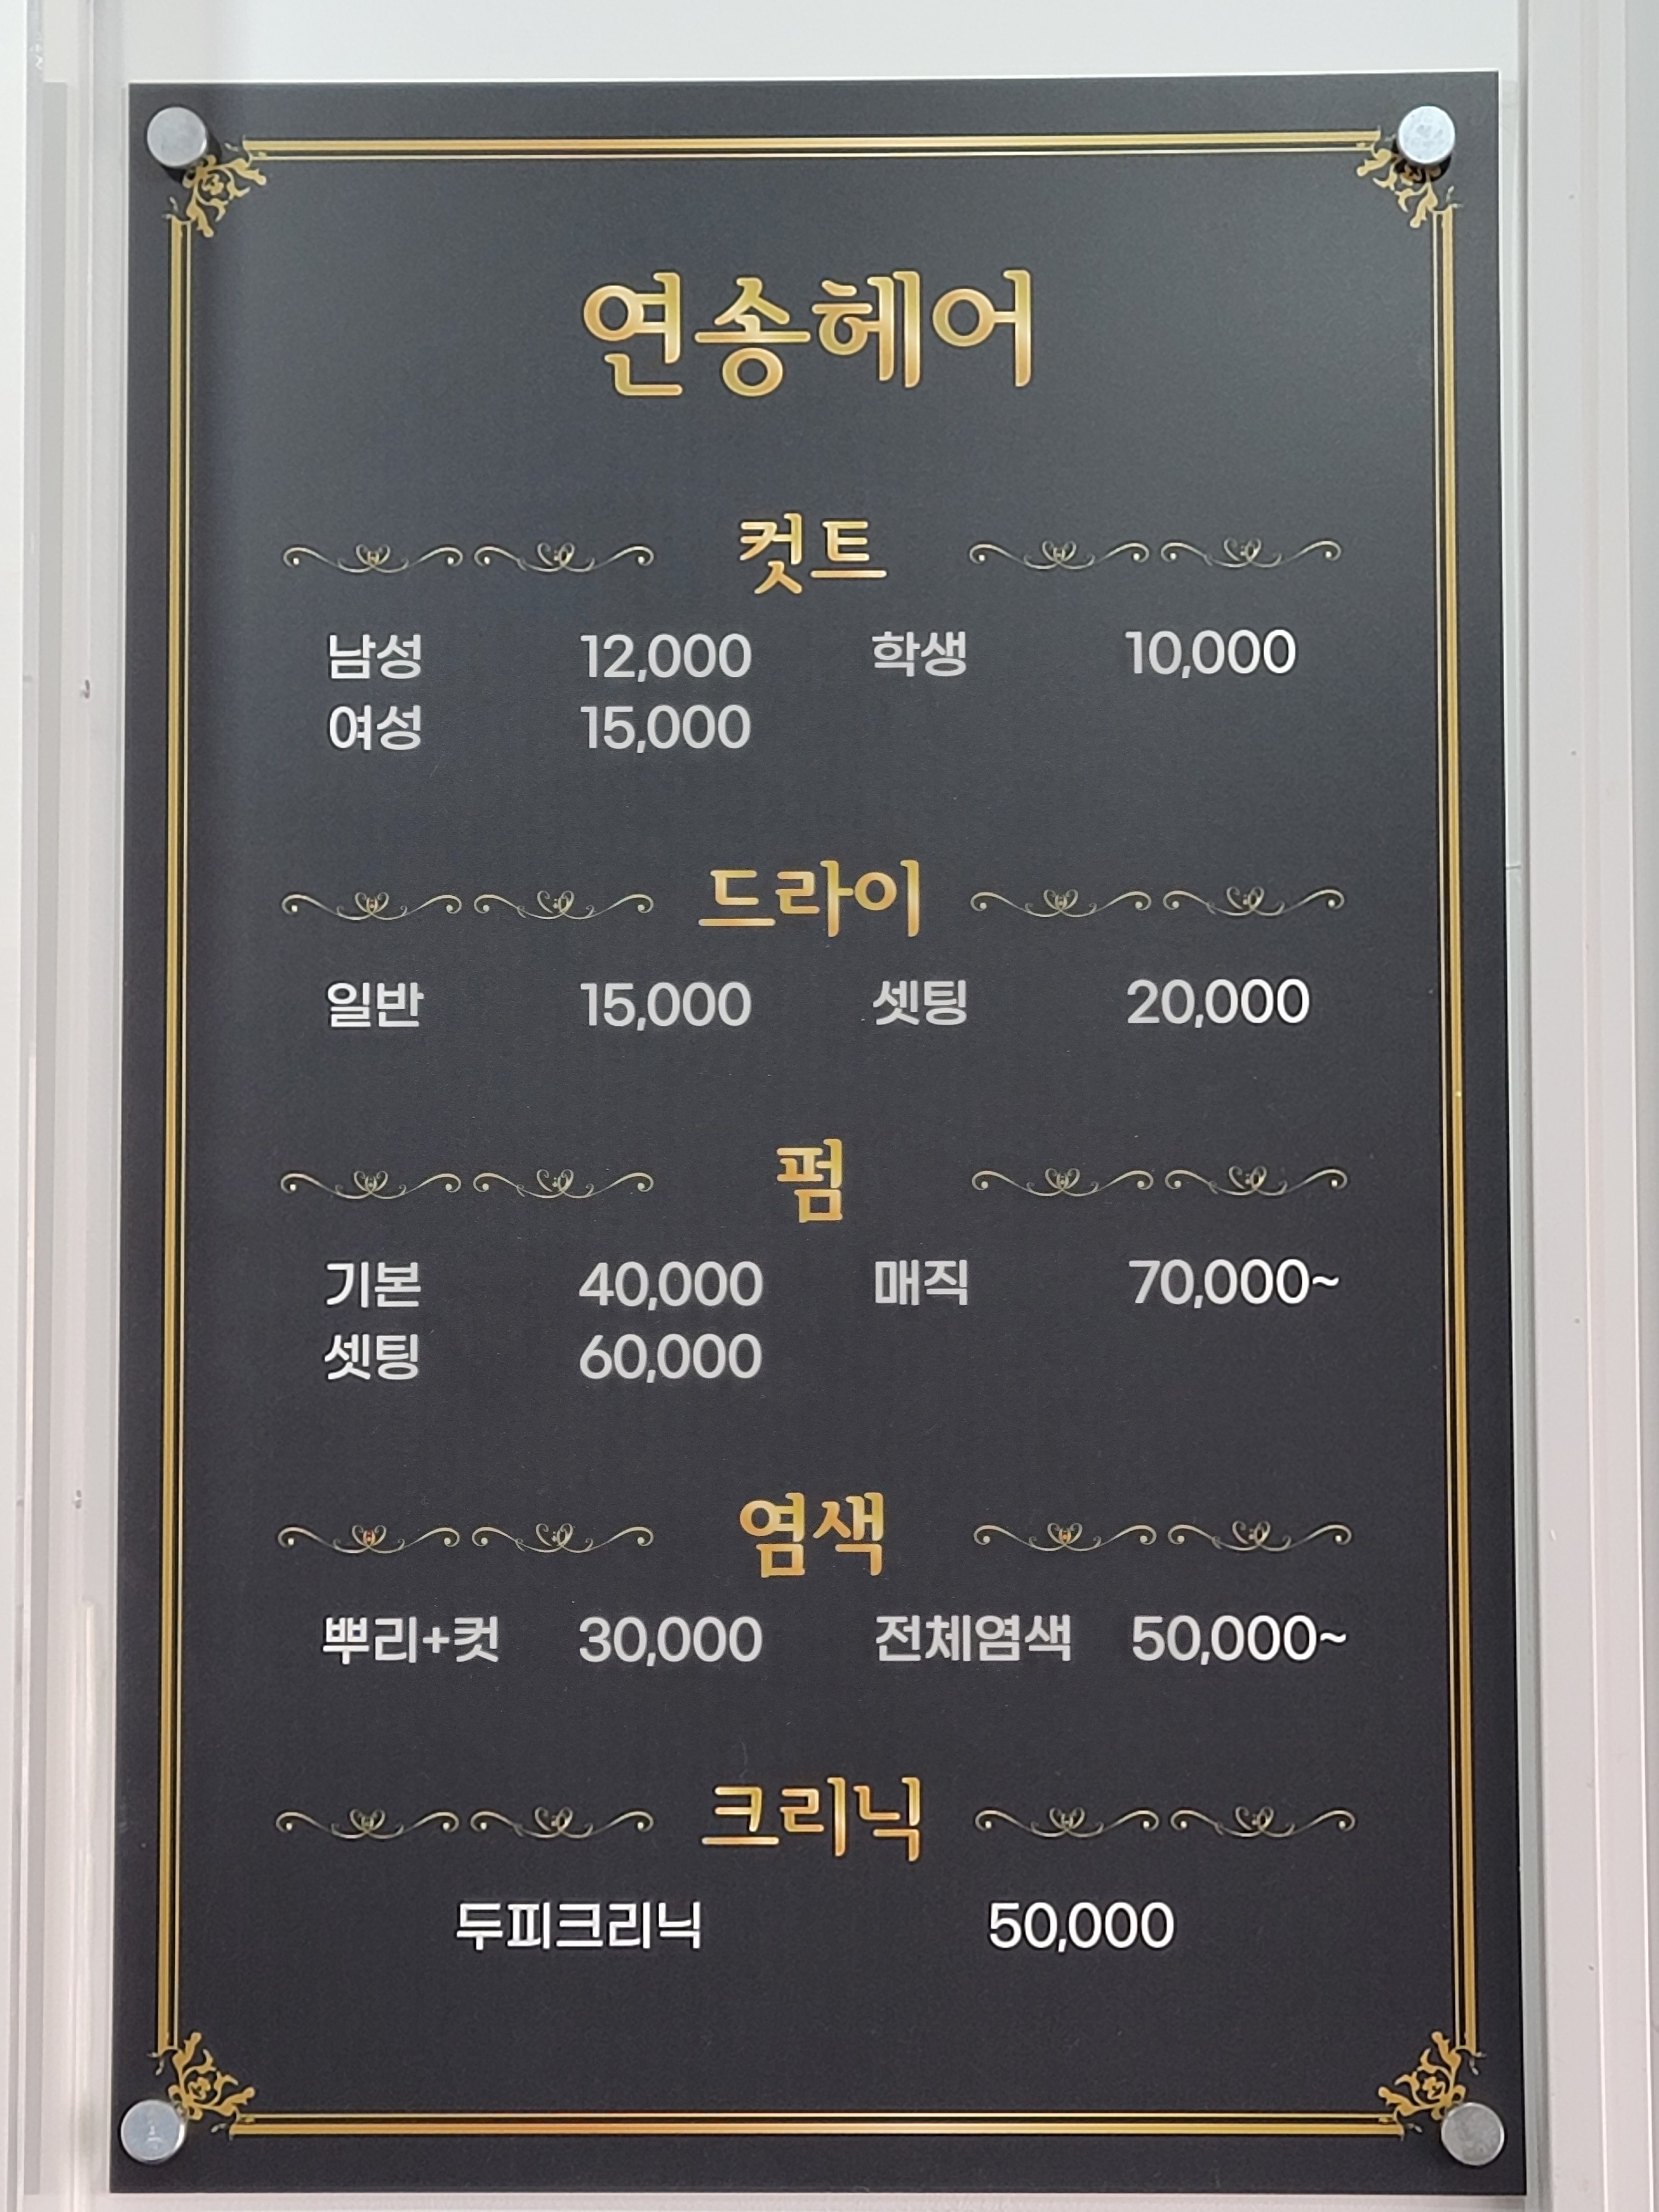 연송헤어
컷트
남성 12,000 학생 10,000
여성 15,000
드라이
일반 15,000 셋팅 20,000
펌
기본 40,000 매직 70,000~
셋팅 60,000
염색
뿌리+컷 30,000 전체염색 50,000~
크리닉
두피크리닉 50,000